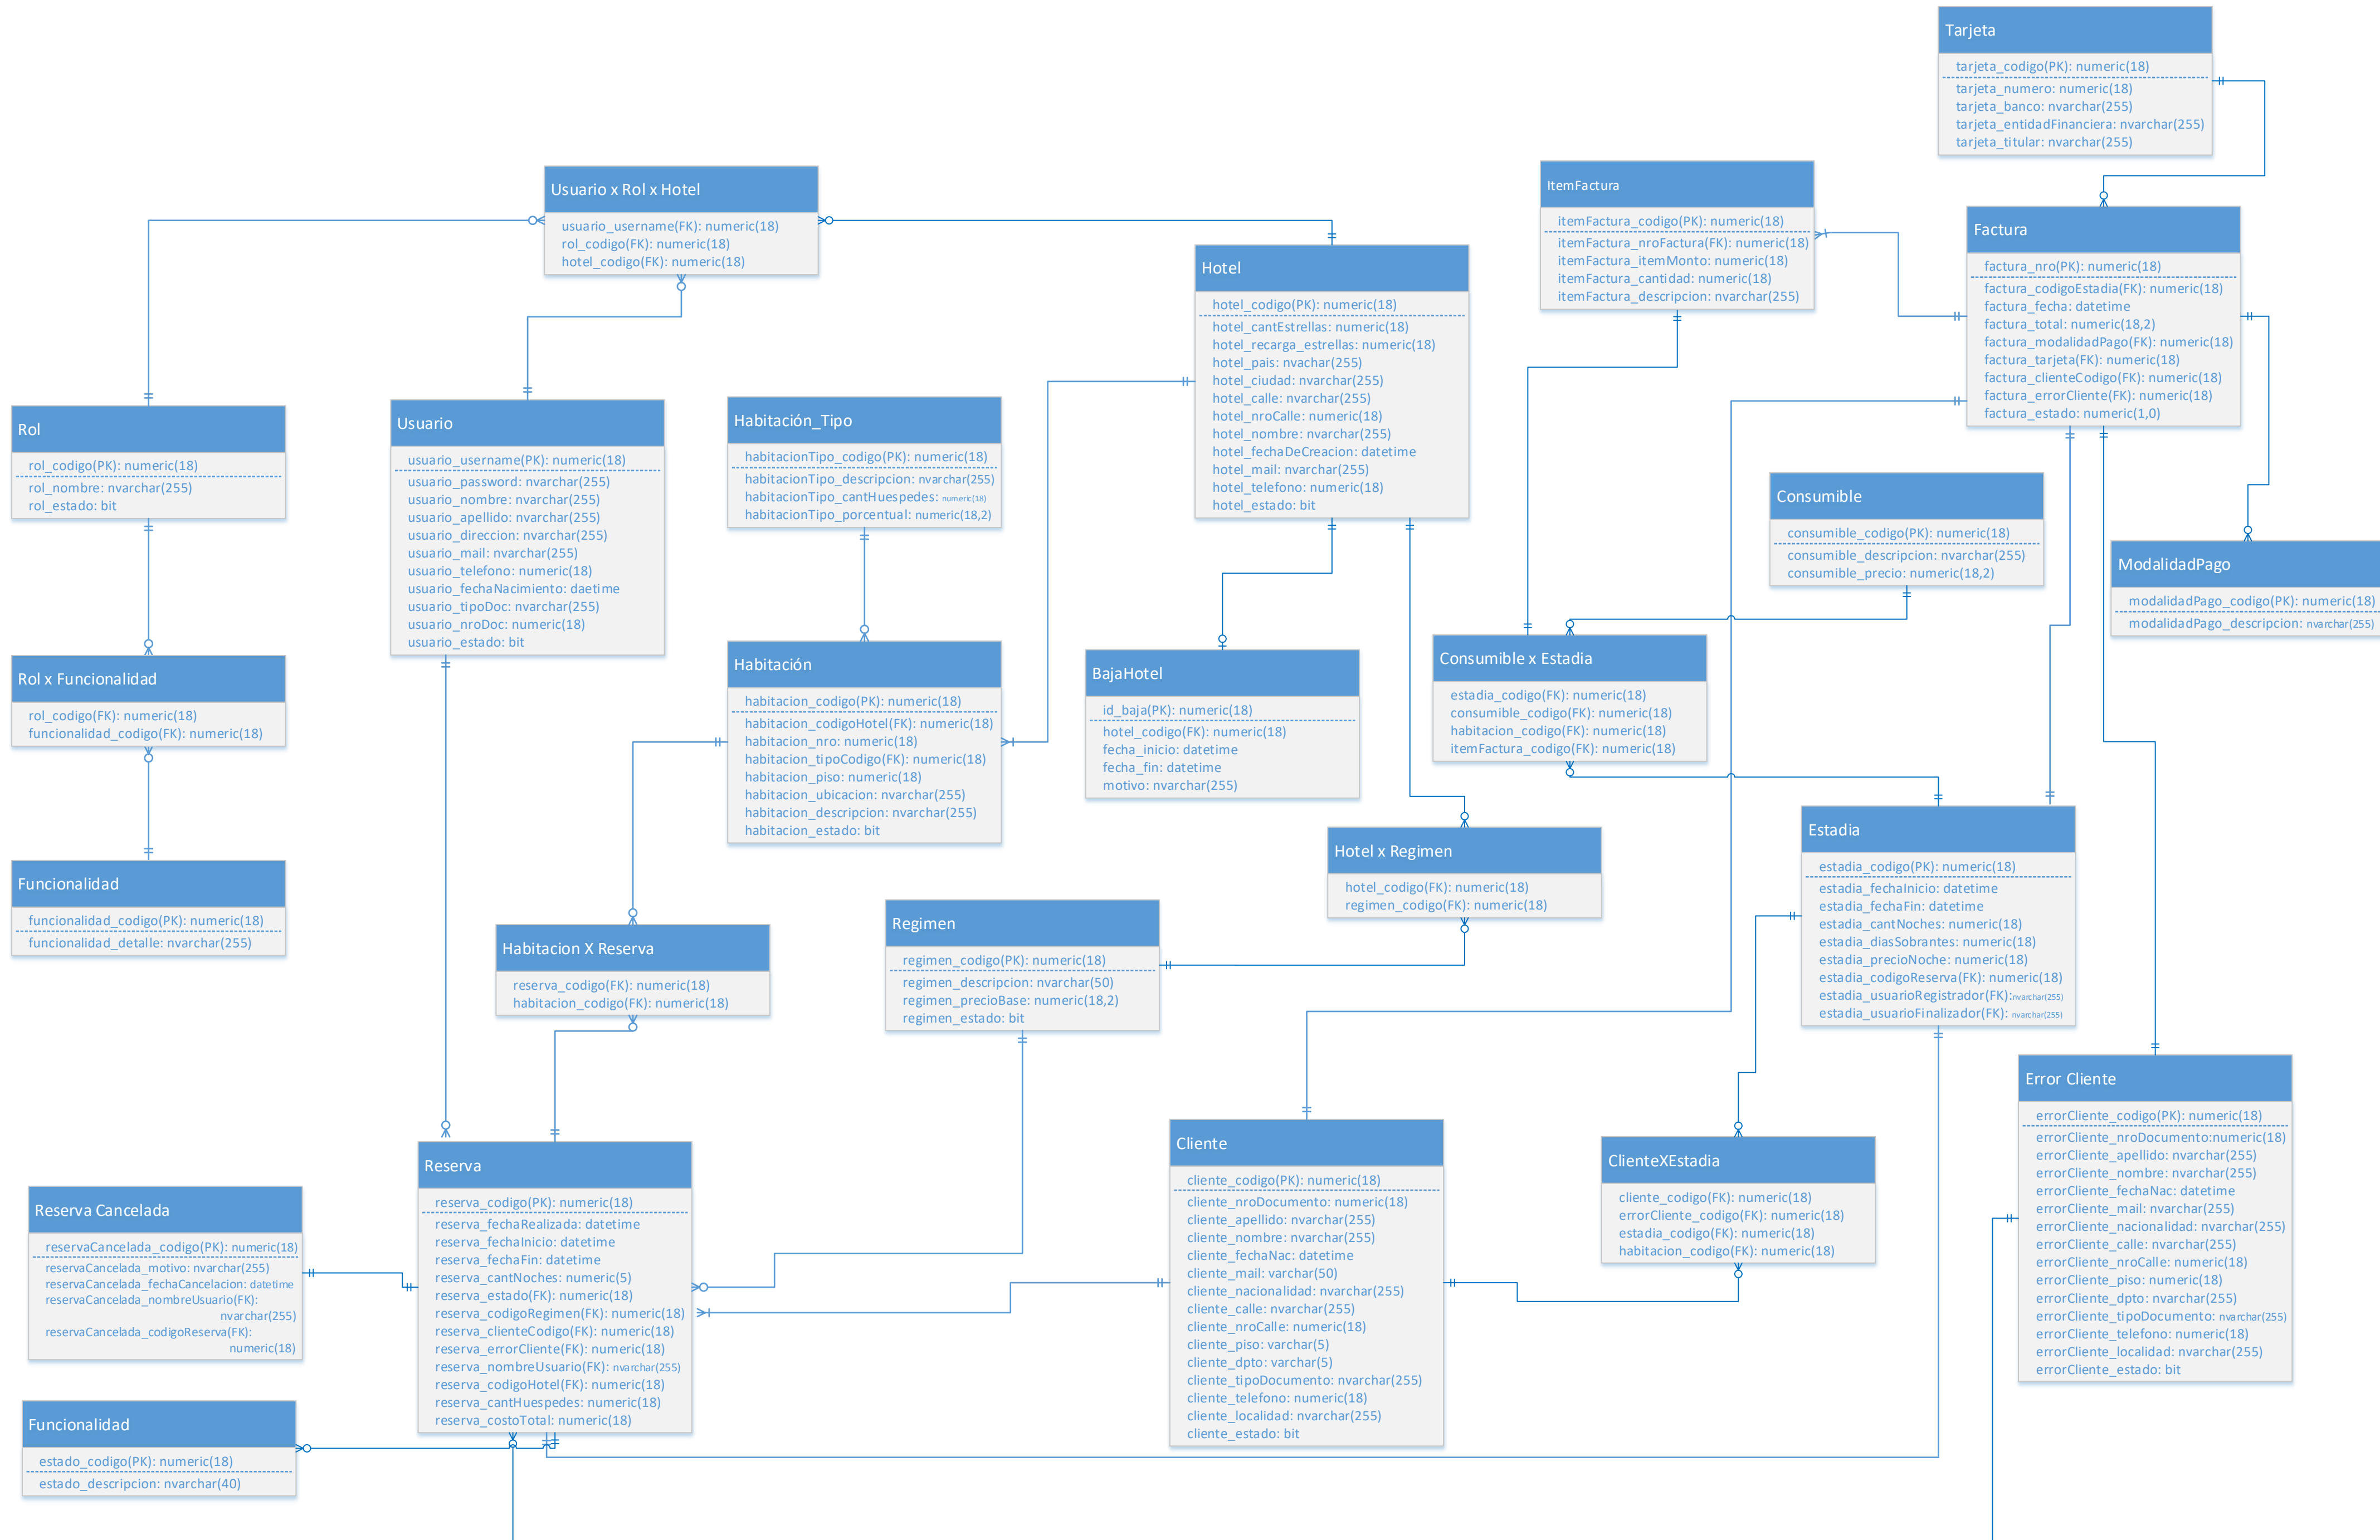 Tarjeta
tarjeta_codigo(PK): numeric(18)
tarjeta_numero: numeric(18)
tarjeta_banco: nvarchar(255)
tarjeta_entidadFinanciera: nvarchar(255)
tarjeta_titular: nvarchar(255)
Usuario x Rol x Hotel
usuario_username(FK): numeric(18)
rol_codigo(FK): numeric(18)
hotel_codigo(FK): numeric(18)
ItemFactura
itemFactura_codigo(PK): numeric(18)
itemFactura_nroFactura(FK): numeric(18)
itemFactura_itemMonto: numeric(18)
itemFactura_cantidad: numeric(18)
itemFactura_descripcion: nvarchar(255)
Factura
factura_nro(PK): numeric(18)
factura_codigoEstadia(FK): numeric(18)
factura_fecha: datetime
factura_total: numeric(18,2)
factura_modalidadPago(FK): numeric(18)
factura_tarjeta(FK): numeric(18)
factura_clienteCodigo(FK): numeric(18)
factura_errorCliente(FK): numeric(18)
factura_estado: numeric(1,0)
Hotel
hotel_codigo(PK): numeric(18)
hotel_cantEstrellas: numeric(18)
hotel_recarga_estrellas: numeric(18)
hotel_pais: nvachar(255)
hotel_ciudad: nvarchar(255)
hotel_calle: nvarchar(255)
hotel_nroCalle: numeric(18)
hotel_nombre: nvarchar(255)
hotel_fechaDeCreacion: datetime
hotel_mail: nvarchar(255)
hotel_telefono: numeric(18)
hotel_estado: bit
Rol
rol_codigo(PK): numeric(18)
rol_nombre: nvarchar(255)
rol_estado: bit
Usuario
usuario_username(PK): numeric(18)
usuario_password: nvarchar(255)
usuario_nombre: nvarchar(255)
usuario_apellido: nvarchar(255)
usuario_direccion: nvarchar(255)
usuario_mail: nvarchar(255)
usuario_telefono: numeric(18)
usuario_fechaNacimiento: daetime
usuario_tipoDoc: nvarchar(255)
usuario_nroDoc: numeric(18)
usuario_estado: bit
Habitación_Tipo
habitacionTipo_codigo(PK): numeric(18)
habitacionTipo_descripcion: nvarchar(255)
habitacionTipo_cantHuespedes: numeric(18)
habitacionTipo_porcentual: numeric(18,2)
Consumible
consumible_codigo(PK): numeric(18)
consumible_descripcion: nvarchar(255)
consumible_precio: numeric(18,2)
ModalidadPago
modalidadPago_codigo(PK): numeric(18)
modalidadPago_descripcion: nvarchar(255)
Rol x Funcionalidad
rol_codigo(FK): numeric(18)
funcionalidad_codigo(FK): numeric(18)
Habitación
habitacion_codigo(PK): numeric(18)
habitacion_codigoHotel(FK): numeric(18)
habitacion_nro: numeric(18)
habitacion_tipoCodigo(FK): numeric(18)
habitacion_piso: numeric(18)
habitacion_ubicacion: nvarchar(255)
habitacion_descripcion: nvarchar(255)
habitacion_estado: bit
BajaHotel
id_baja(PK): numeric(18)
hotel_codigo(FK): numeric(18)
fecha_inicio: datetime
fecha_fin: datetime
motivo: nvarchar(255)
Consumible x Estadia
estadia_codigo(FK): numeric(18)
consumible_codigo(FK): numeric(18)
habitacion_codigo(FK): numeric(18)
itemFactura_codigo(FK): numeric(18)
Estadia
estadia_codigo(PK): numeric(18)
estadia_fechaInicio: datetime
estadia_fechaFin: datetime
estadia_cantNoches: numeric(18)
estadia_diasSobrantes: numeric(18)
estadia_precioNoche: numeric(18)
estadia_codigoReserva(FK): numeric(18)
estadia_usuarioRegistrador(FK):nvarchar(255)
estadia_usuarioFinalizador(FK): nvarchar(255)
Hotel x Regimen
hotel_codigo(FK): numeric(18)
regimen_codigo(FK): numeric(18)
Funcionalidad
funcionalidad_codigo(PK): numeric(18)
funcionalidad_detalle: nvarchar(255)
Habitacion X Reserva
reserva_codigo(FK): numeric(18)
habitacion_codigo(FK): numeric(18)
Regimen
regimen_codigo(PK): numeric(18)
regimen_descripcion: nvarchar(50)
regimen_precioBase: numeric(18,2)
regimen_estado: bit
Error Cliente
errorCliente_codigo(PK): numeric(18)
errorCliente_nroDocumento:numeric(18)
errorCliente_apellido: nvarchar(255)
errorCliente_nombre: nvarchar(255)
errorCliente_fechaNac: datetime
errorCliente_mail: nvarchar(255)
errorCliente_nacionalidad: nvarchar(255)
errorCliente_calle: nvarchar(255)
errorCliente_nroCalle: numeric(18)
errorCliente_piso: numeric(18)
errorCliente_dpto: nvarchar(255)
errorCliente_tipoDocumento: nvarchar(255)
errorCliente_telefono: numeric(18)
errorCliente_localidad: nvarchar(255)
errorCliente_estado: bit
Cliente
cliente_codigo(PK): numeric(18)
cliente_nroDocumento: numeric(18)
cliente_apellido: nvarchar(255)
cliente_nombre: nvarchar(255)
cliente_fechaNac: datetime
cliente_mail: varchar(50)
cliente_nacionalidad: nvarchar(255)
cliente_calle: nvarchar(255)
cliente_nroCalle: numeric(18)
cliente_piso: varchar(5)
cliente_dpto: varchar(5)
cliente_tipoDocumento: nvarchar(255)
cliente_telefono: numeric(18)
cliente_localidad: nvarchar(255)
cliente_estado: bit
ClienteXEstadia
cliente_codigo(FK): numeric(18)
errorCliente_codigo(FK): numeric(18)
estadia_codigo(FK): numeric(18)
habitacion_codigo(FK): numeric(18)
Reserva
reserva_codigo(PK): numeric(18)
reserva_fechaRealizada: datetime
reserva_fechaInicio: datetime
reserva_fechaFin: datetime
reserva_cantNoches: numeric(5)
reserva_estado(FK): numeric(18)
reserva_codigoRegimen(FK): numeric(18)
reserva_clienteCodigo(FK): numeric(18)
reserva_errorCliente(FK): numeric(18)
reserva_nombreUsuario(FK): nvarchar(255)
reserva_codigoHotel(FK): numeric(18)
reserva_cantHuespedes: numeric(18)
reserva_costoTotal: numeric(18)
Reserva Cancelada
reservaCancelada_codigo(PK): numeric(18)
reservaCancelada_motivo: nvarchar(255)
reservaCancelada_fechaCancelacion: datetime
reservaCancelada_nombreUsuario(FK):
nvarchar(255)
reservaCancelada_codigoReserva(FK):
numeric(18)
Funcionalidad
estado_codigo(PK): numeric(18)
estado_descripcion: nvarchar(40)